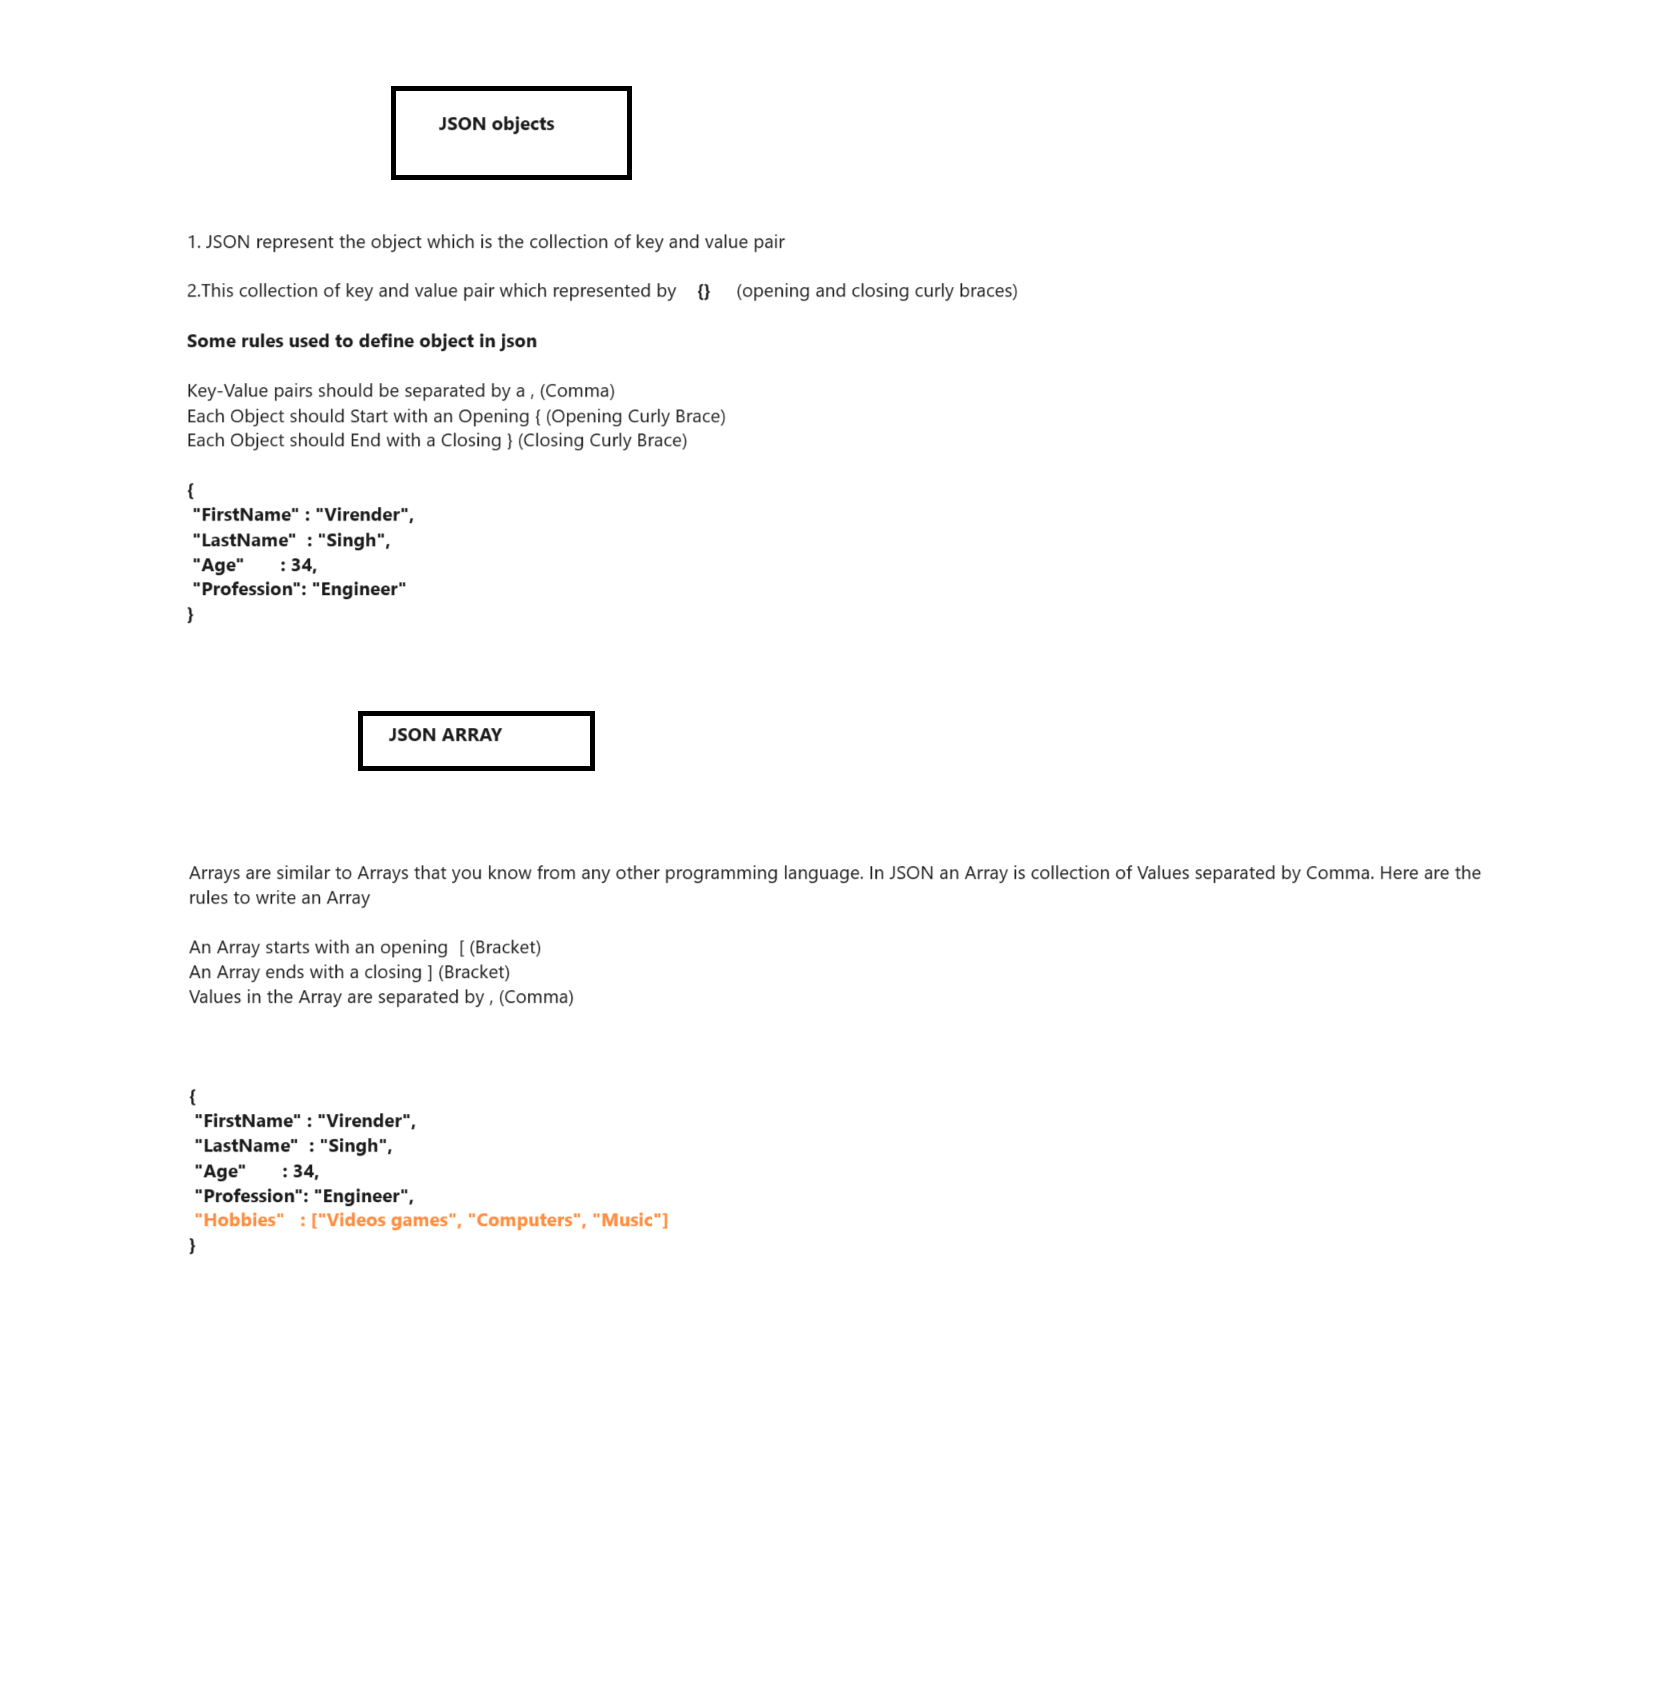 JSON objects
1. JSON represent the object which is the collection of key and value pair
2.This collection of key and value pair which represented by    {}    (opening and closing curly braces)
Some rules used to define object in json
Key-Value pairs should be separated by a , (Comma)
Each Object should Start with an Opening { (Opening Curly Brace)
Each Object should End with a Closing } (Closing Curly Brace)
{
 "FirstName" : "Virender",
 "LastName"  : "Singh",
 "Age"       : 34,
 "Profession": "Engineer"
}
JSON ARRAY
Arrays are similar to Arrays that you know from any other programming language. In JSON an Array is collection of Values separated by Comma. Here are the
rules to write an Array
An Array starts with an opening  [ (Bracket)
An Array ends with a closing ] (Bracket)
Values in the Array are separated by , (Comma)
{
 "FirstName" : "Virender",
 "LastName"  : "Singh",
 "Age"       : 34,
 "Profession": "Engineer",
 "Hobbies"   : ["Videos games", "Computers", "Music"]
}